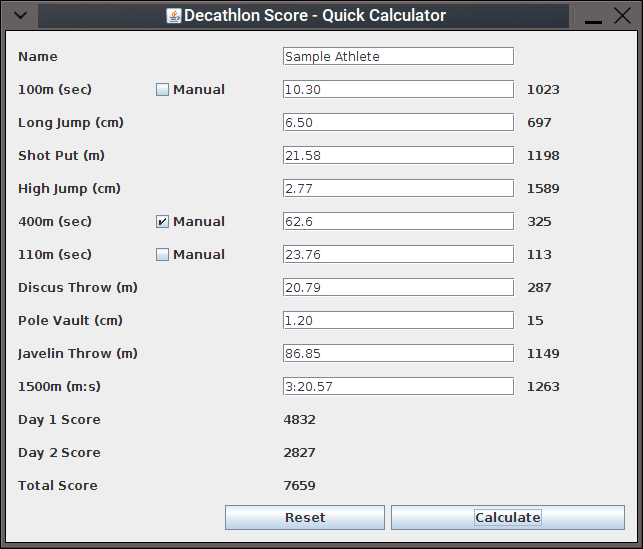 Decathlon Score - Quick Calculator
Name Sample Athlete
100m (sec) Manual 10.30 1023
Long Jump (cm) 6.50 697
Shot Put (m) 21.58 1198
High Jump (cm) 2.77 1589
400m (sec) Manual 62.6 325
110m (sec) Manual 23.76 113
Discus Throw (m) 20.79 287
Pole Vault (cm) 1.20 15
Javelin Throw (m) 86.85 1149
1500m (m:s) 3:20.57 1263
Day 1 Score 4832
Day 2 Score 2827
Total Score 7659
Reset Calculate